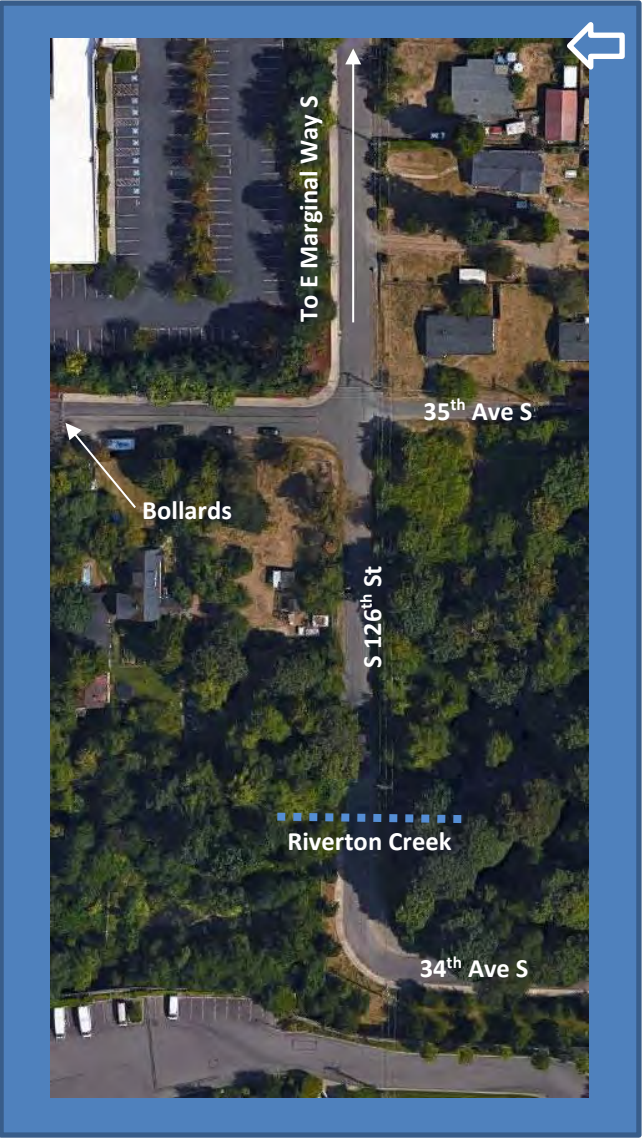 To E Marginal Way S
35th Ave S
Bollards
S 126th St
Riverton Creek
34th Ave S